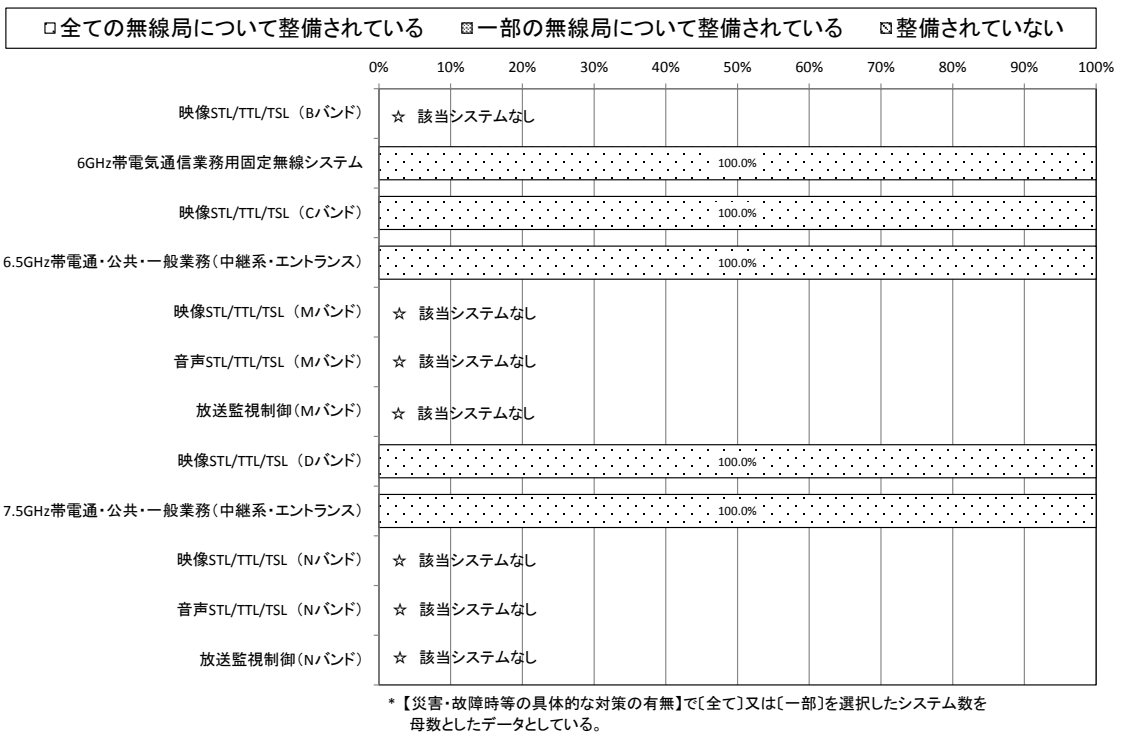 全ての無線局について整備されている 一部の無線局について整備されている 整備されていない
0% 10% 20% 30% 40% 50% 60% 70% 80% 90% 100%
映像STL/TTL/TSL（Bバンド） ☆ 該当システムなし
6GHz帯電気通信業務用固定無線システム 100.0%
映像STL/TTL/TSL（Cバンド） 100.0%
6.5GHz帯電通・公共・一般業務（中継系・エントランス） 100.0%
映像STL/TTL/TSL（Mバンド） ☆ 該当システムなし
音声STL/TTL/TSL（Mバンド） ☆ 該当システムなし
放送監視制御（Mバンド） ☆ 該当システムなし
映像STL/TTL/TSL（Dバンド） 100.0%
7.5GHz帯電通・公共・一般業務（中継系・エントランス） 100.0%
映像STL/TTL/TSL（Nバンド） ☆ 該当システムなし
音声STL/TTL/TSL（Nバンド） ☆ 該当システムなし
放送監視制御（Nバンド） ☆ 該当システムなし
* 【災害・故障時等の具体的な対策の有無】で〔全て〕又は〔一部〕を選択したシステム数を
母数としたデータとしている。